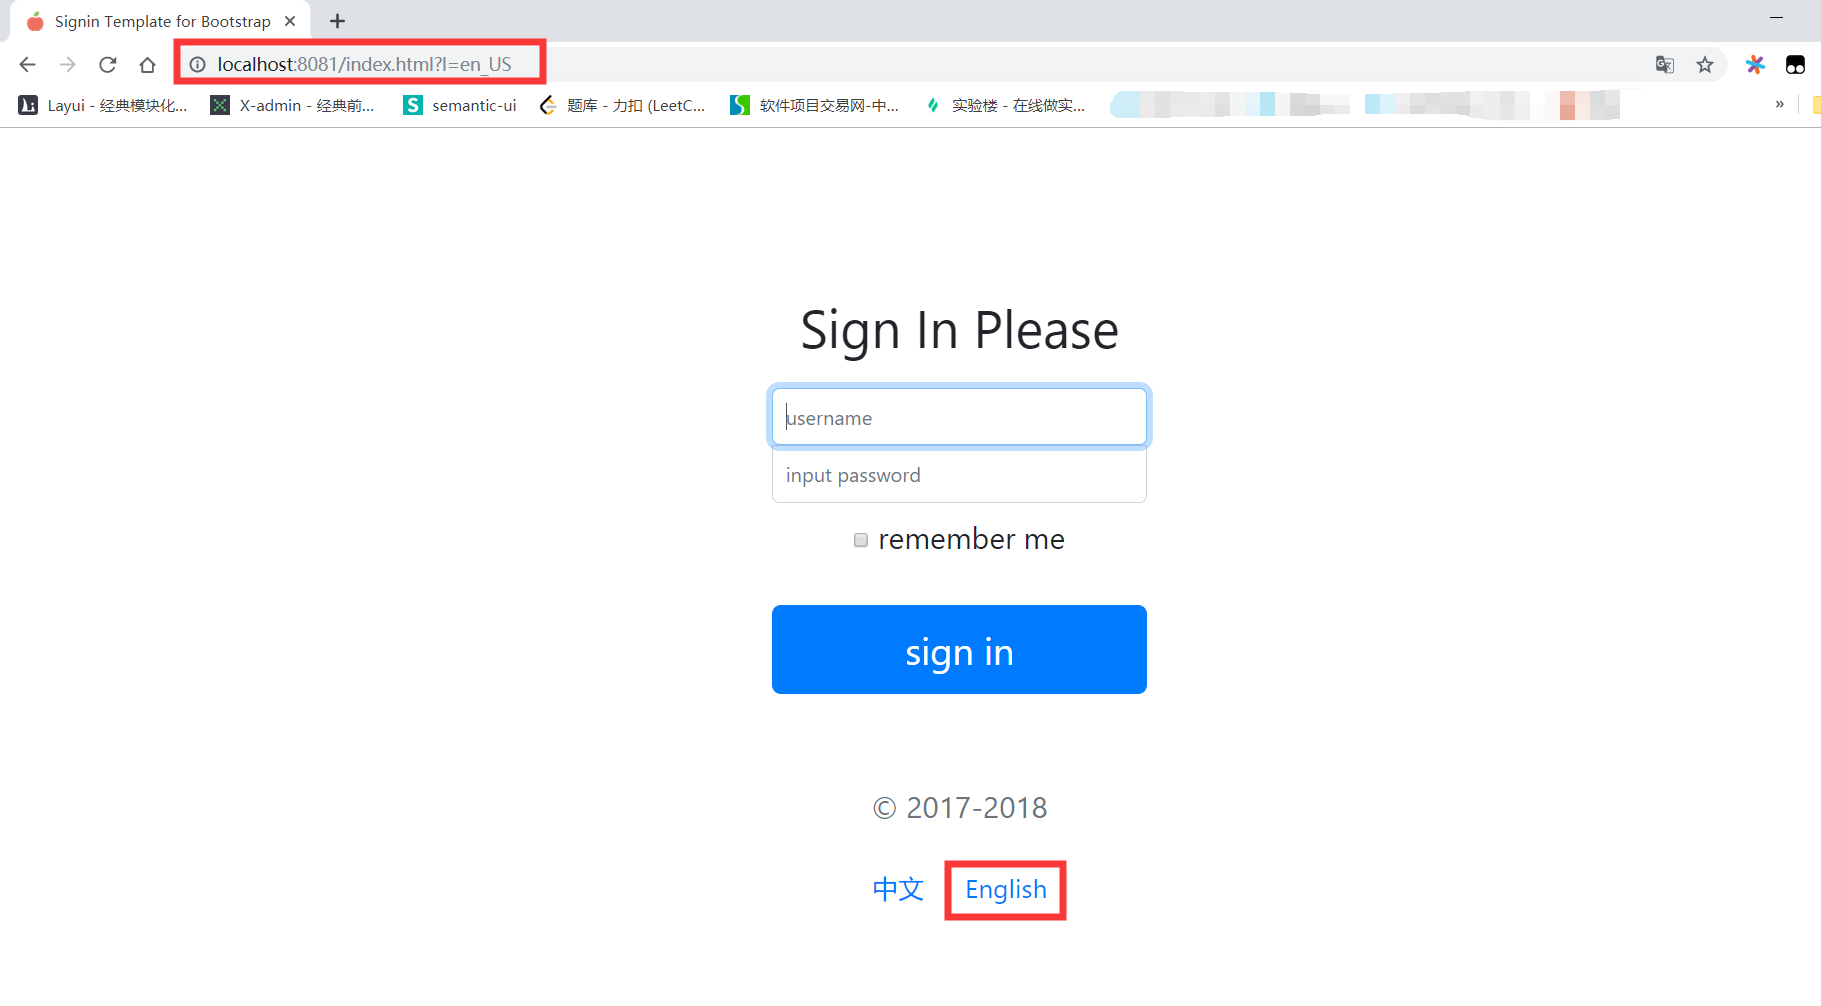 Signin Template for Bootstrap
localhost:8081/index.html?l=en_US
Layui - 经典模块化... X-admin - 经典前... semantic-ui 题库 - 力扣 (LeetC... 软件项目交易网-中... 实验楼 - 在线做实... »
Sign In Please
username
input password
remember me
sign in
© 2017-2018
中文 English